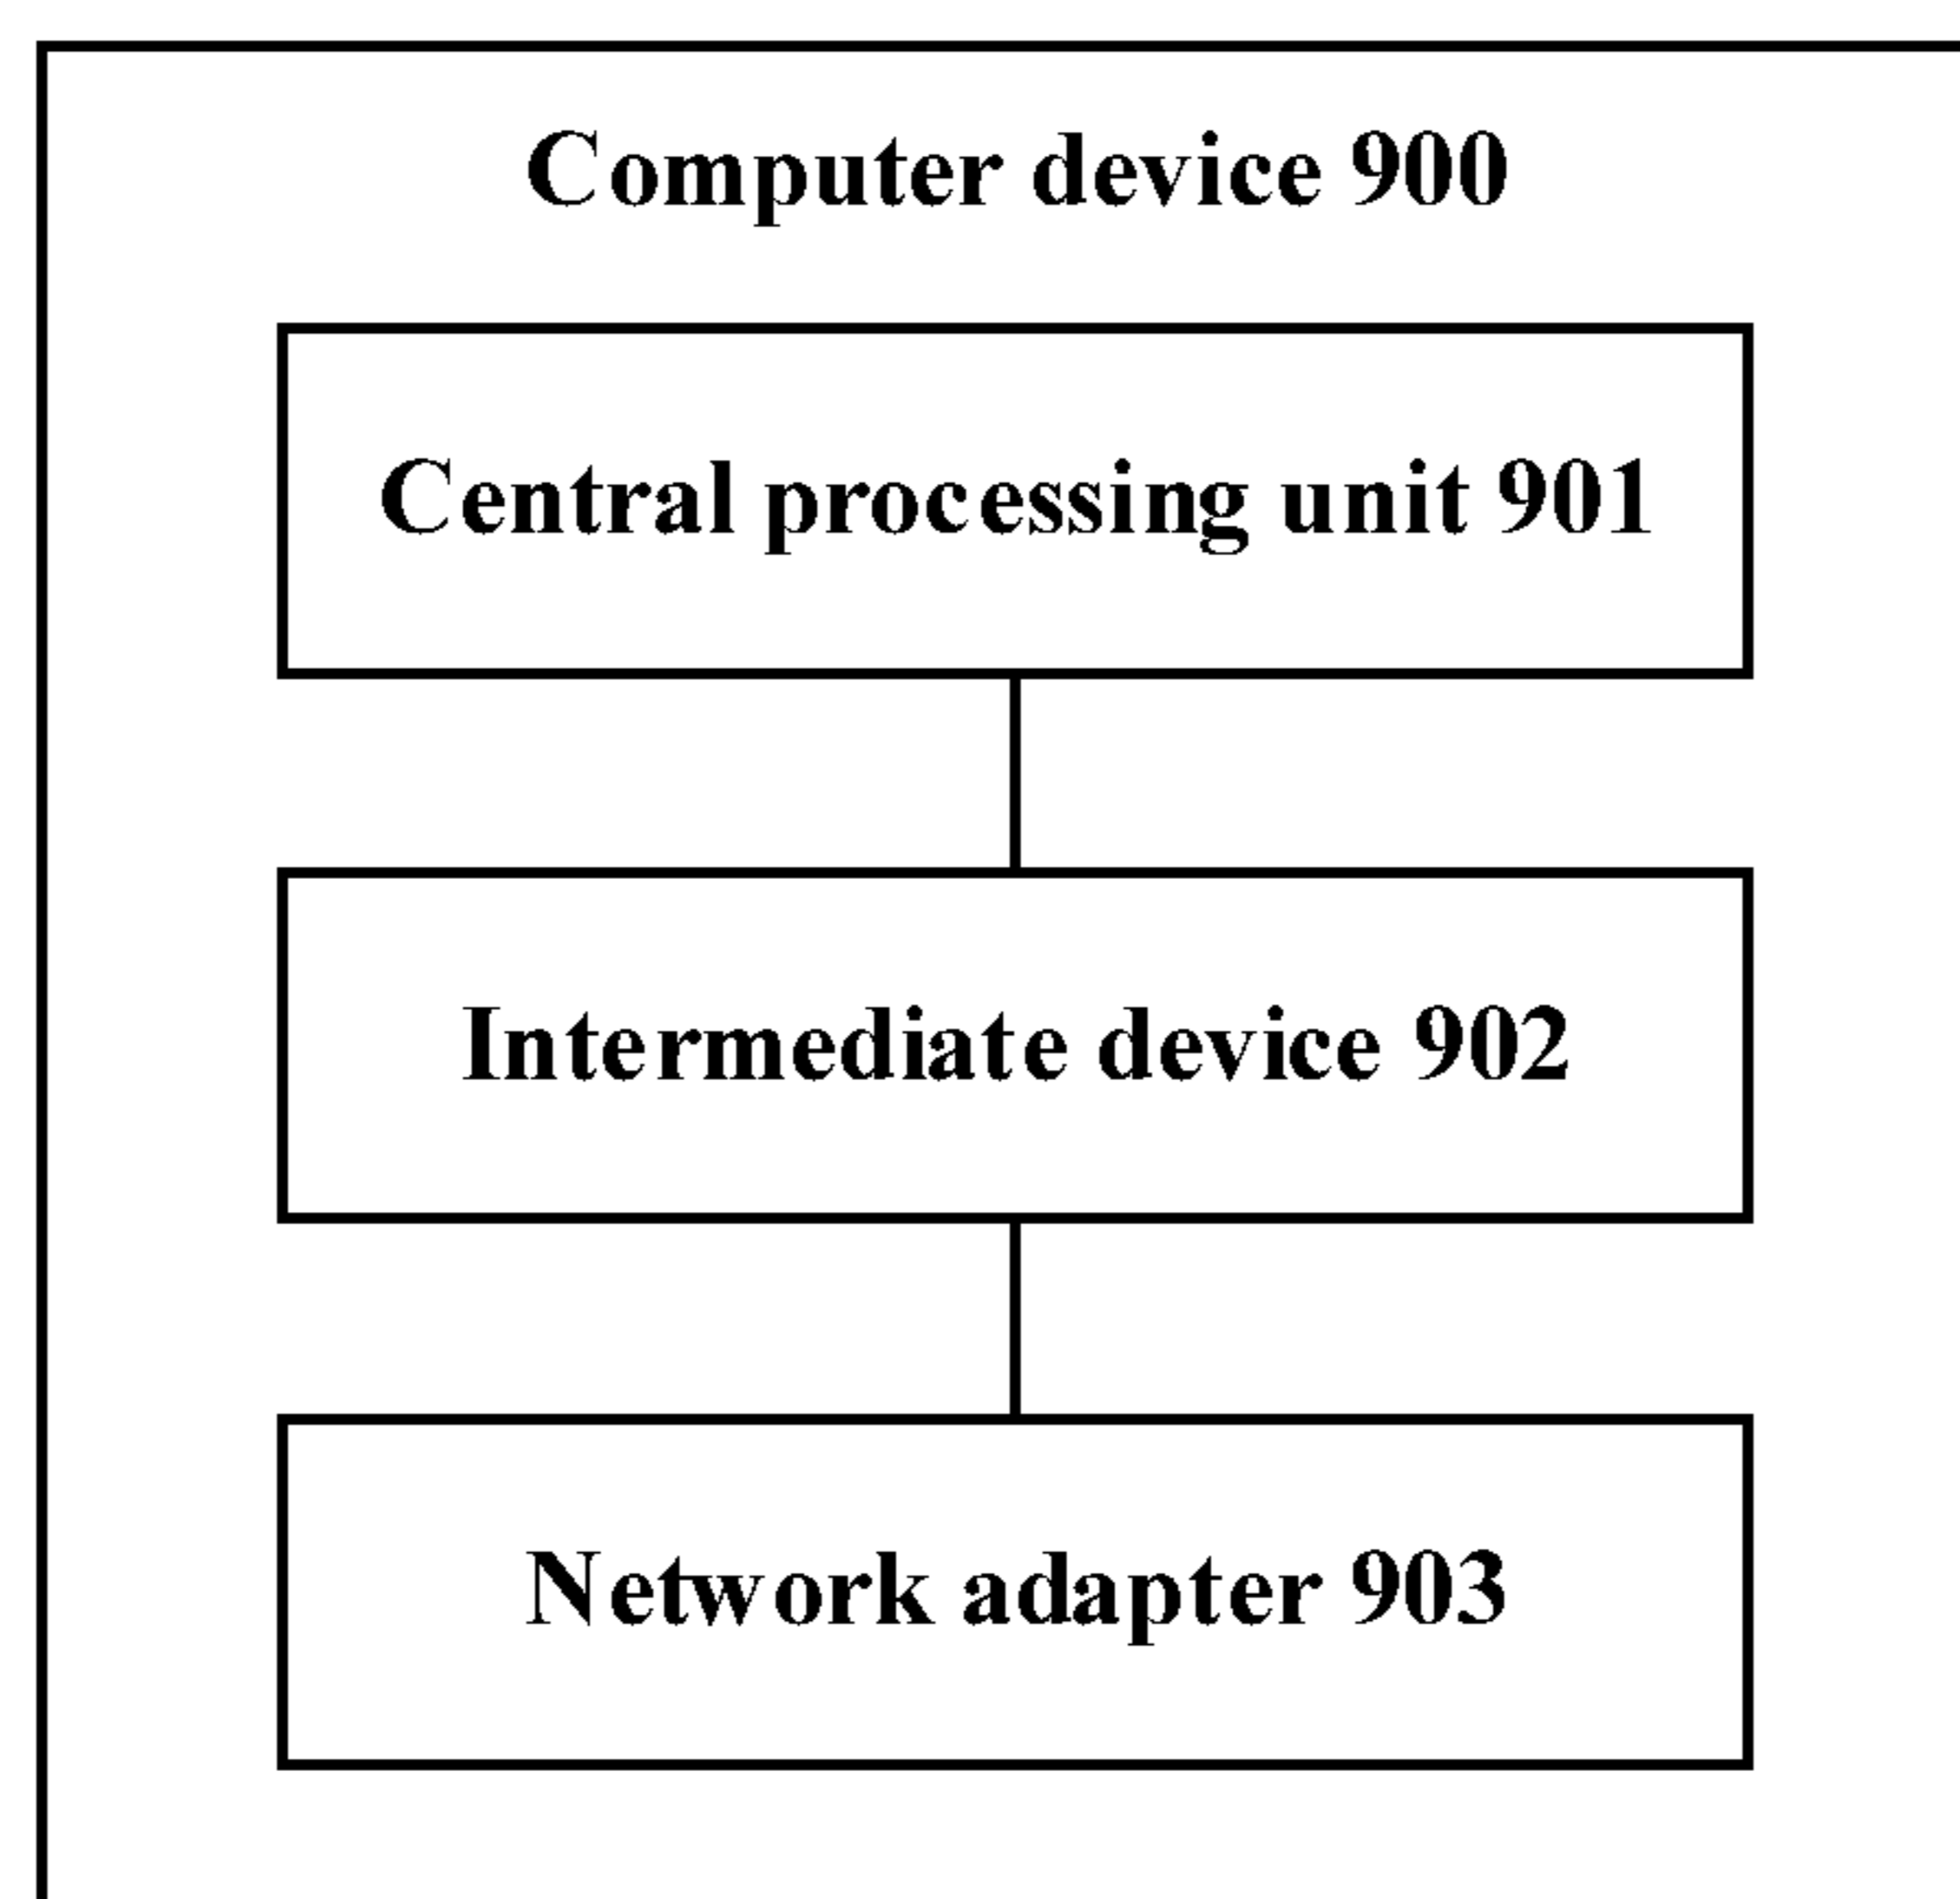 Computer device 900
Central processing unit 901
Intermediate device 902
Network adapter 903